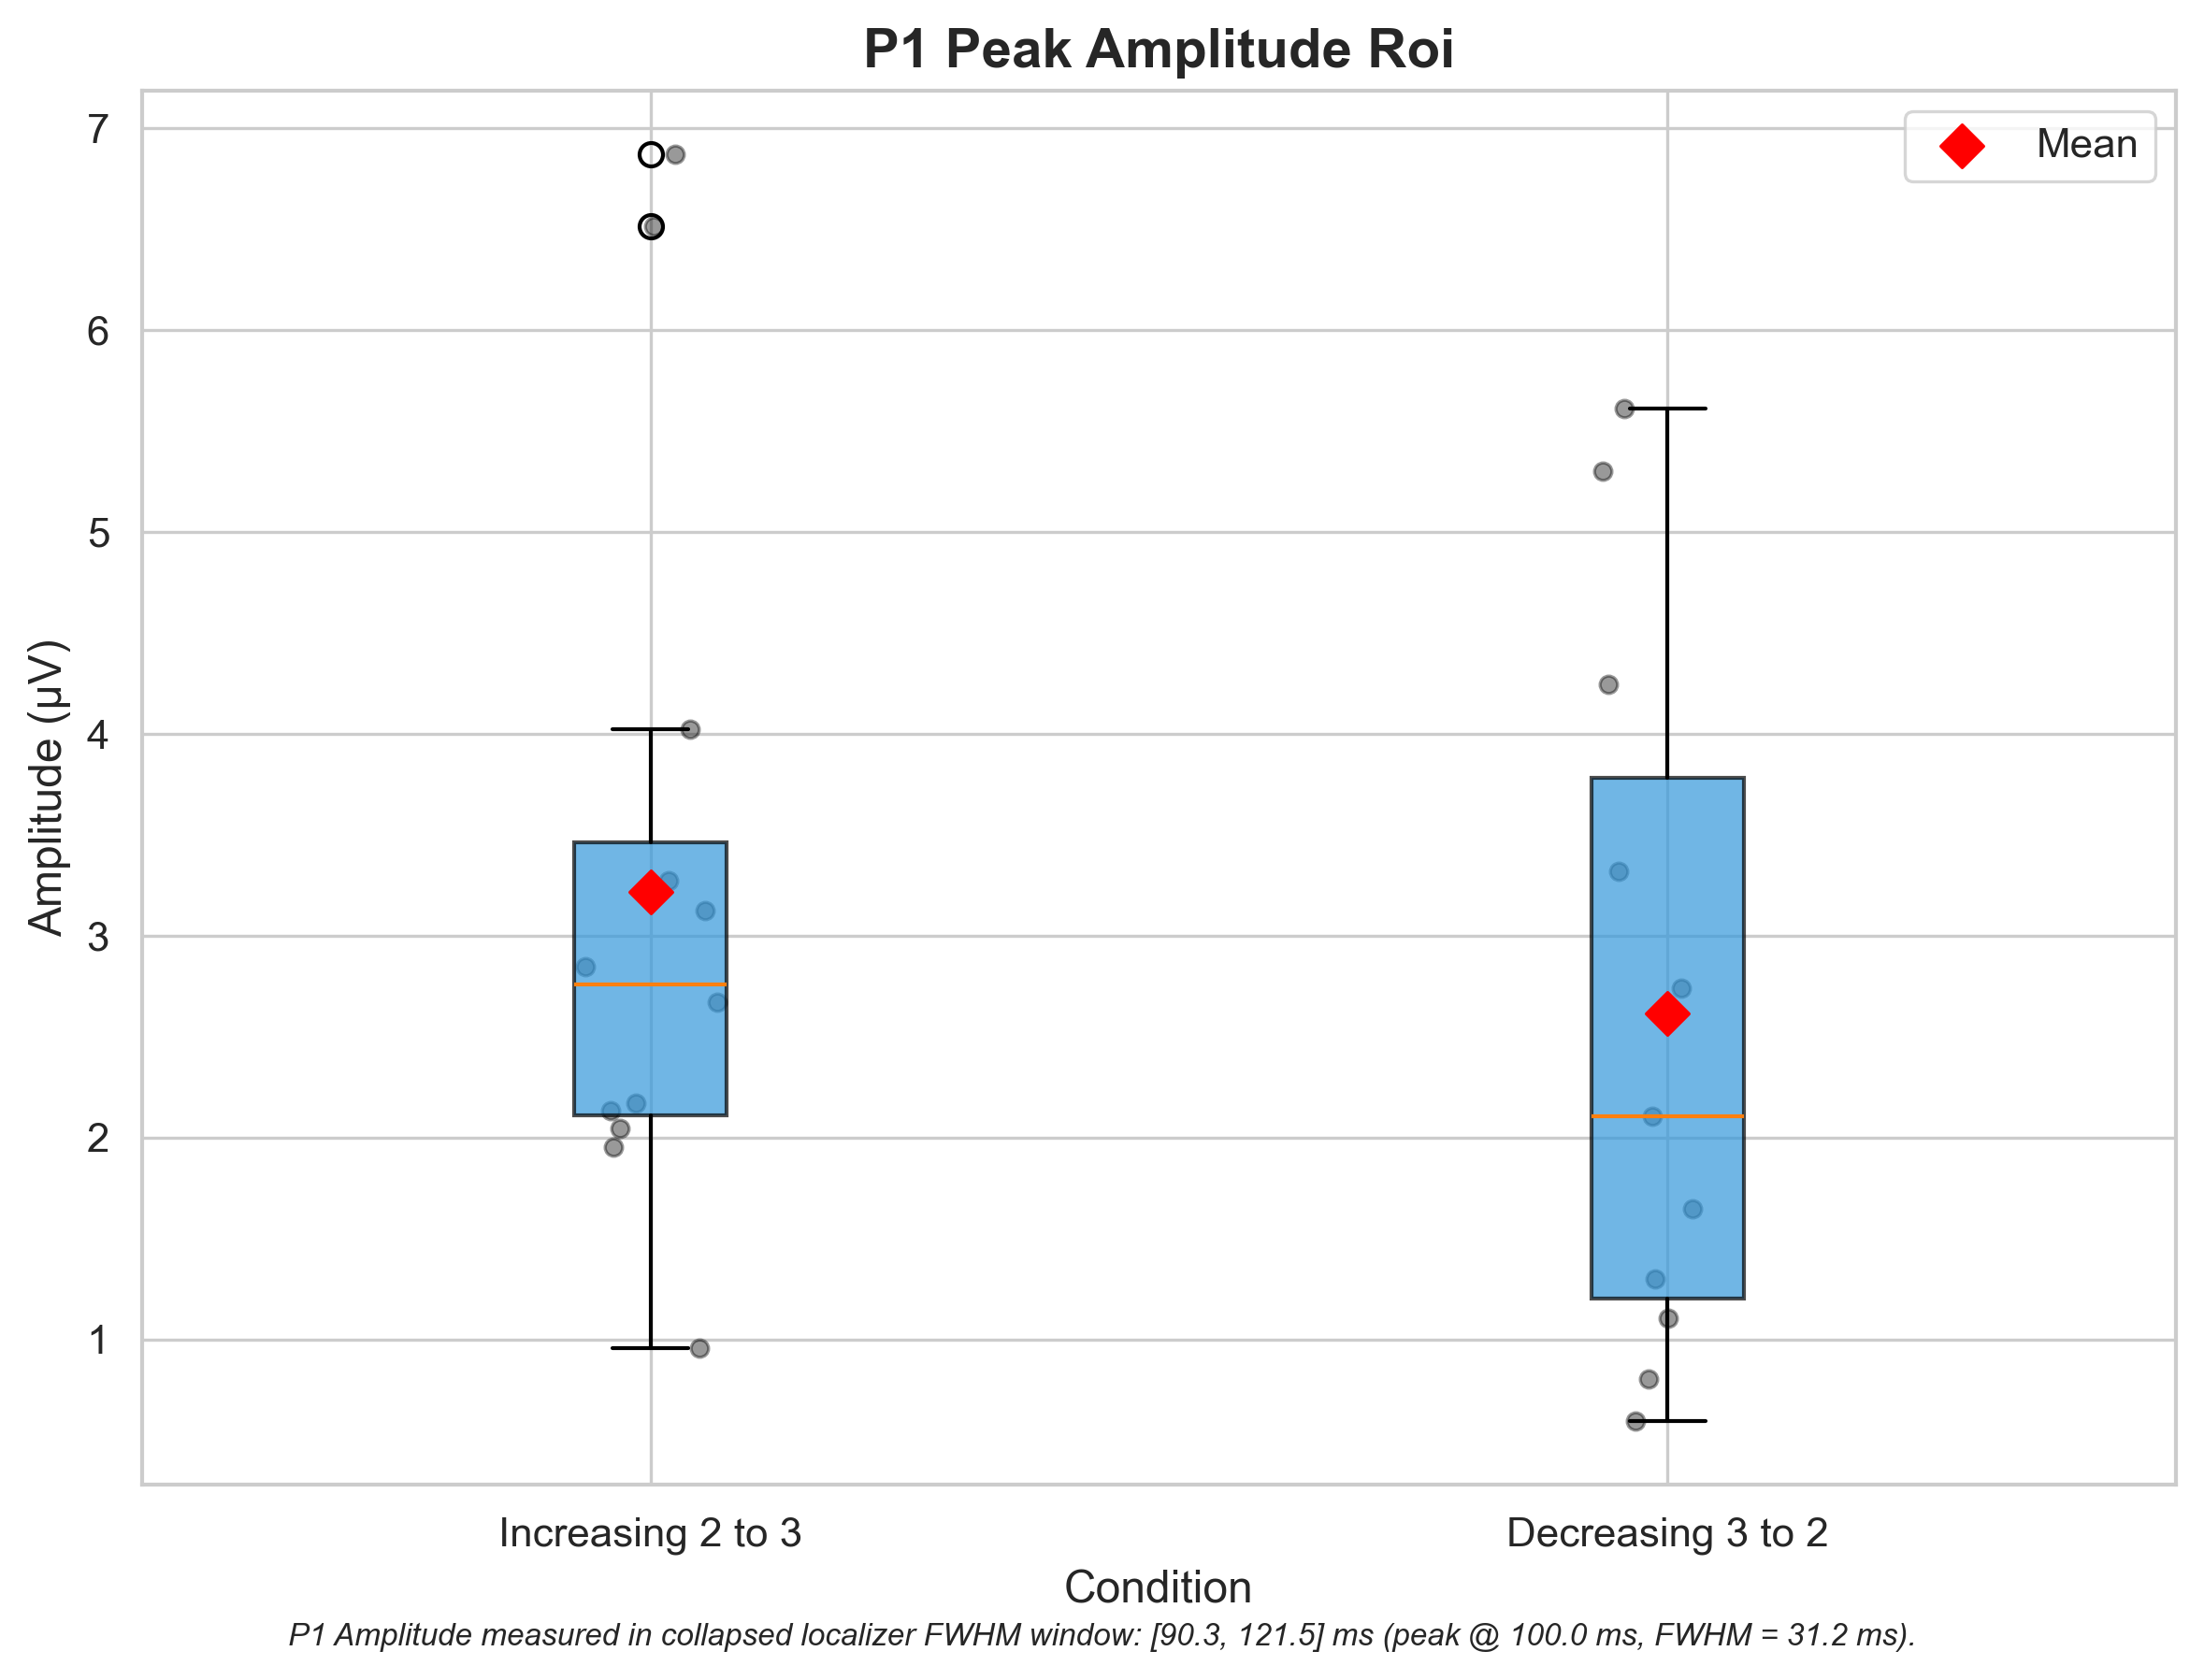 P1 Peak Amplitude Roi
Mean
7
6
5
4
3
2
1
Amplitude (µV)
Increasing 2 to 3
Decreasing 3 to 2
Condition
P1 Amplitude measured in collapsed localizer FWHM window: [90.3, 121.5] ms (peak @ 100.0 ms, FWHM = 31.2 ms).